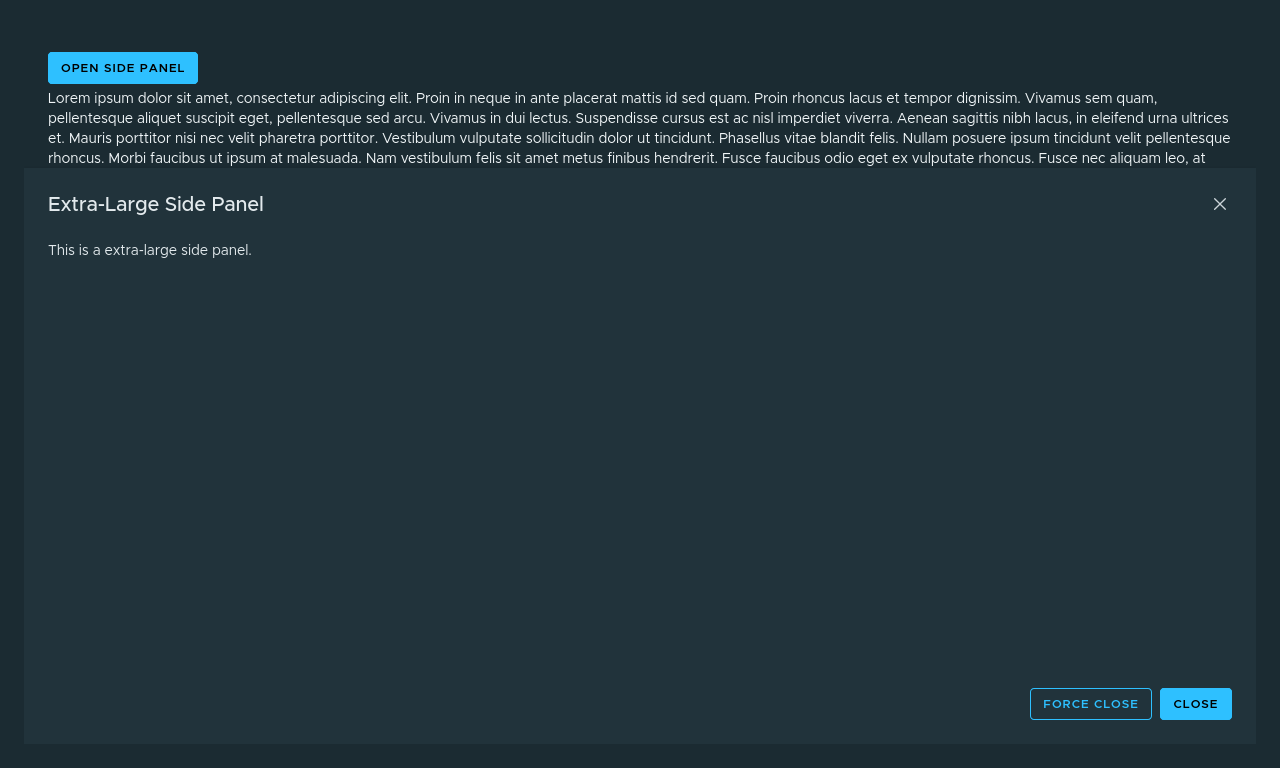 OPEN SIDE PANEL
Lorem ipsum dolor sit amet, consectetur adipiscing elit. Proin in neque in ante placerat mattis id sed quam. Proin rhoncus lacus et tempor dignissim. Vivamus sem quam,
pellentesque aliquet suscipit eget, pellentesque sed arcu. Vivamus in dui lectus. Suspendisse cursus est ac nisl imperdiet viverra. Aenean sagittis nibh lacus, in eleifend urna ultrices
et. Mauris porttitor nisi nec velit pharetra porttitor. Vestibulum vulputate sollicitudin dolor ut tincidunt. Phasellus vitae blandit felis. Nullam posuere ipsum tincidunt velit pellentesque
rhoncus. Morbi faucibus ut ipsum at malesuada. Nam vestibulum felis sit amet metus finibus hendrerit. Fusce faucibus odio eget ex vulputate rhoncus. Fusce nec aliquam leo, at
Extra-Large Side Panel
This is a extra-large side panel.
FORCE CLOSE
CLOSE